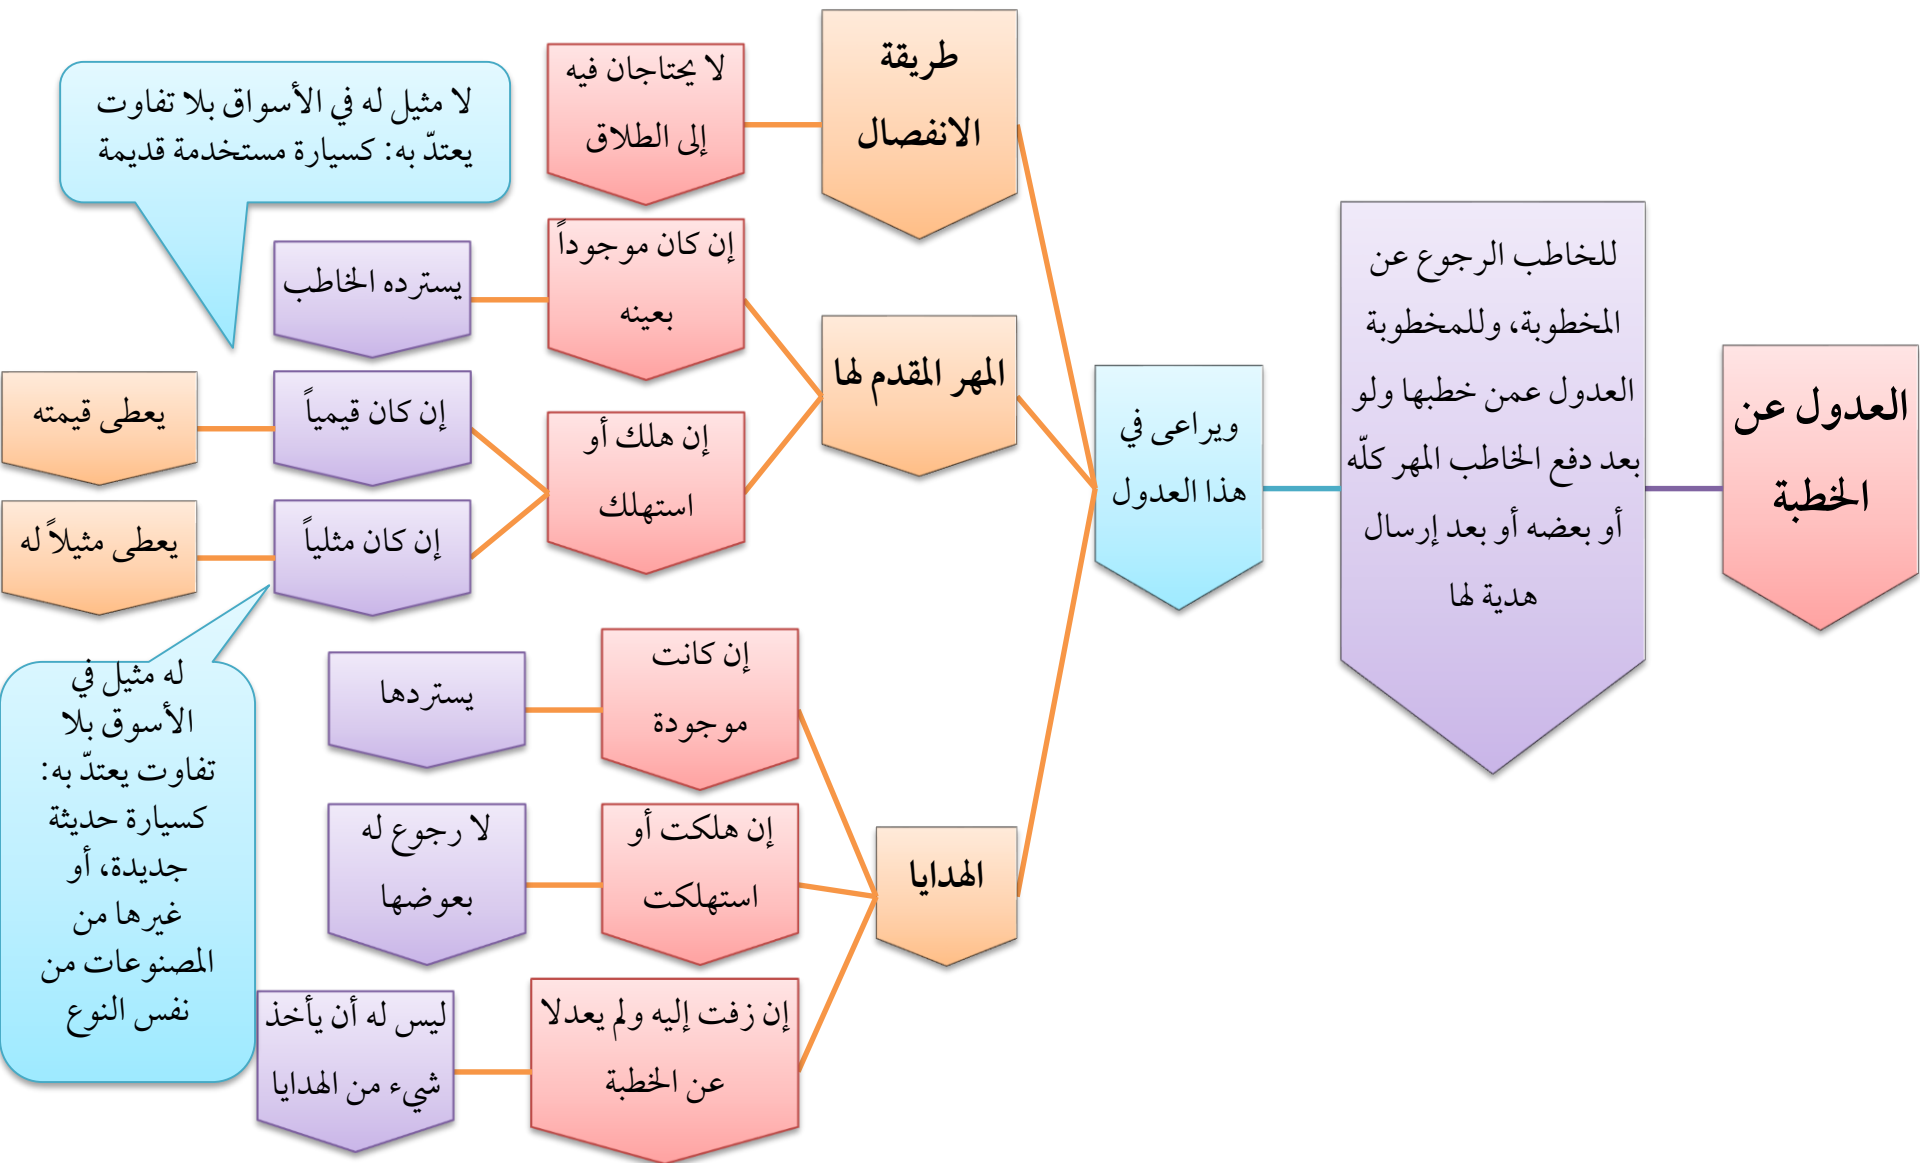 العدول عن
الخطبة
للخاطب الرجوع عن
المخطوبة، وللمخطوبة
العدول عمن خطبها ولو
بعد دفع الخاطب المهر كلّه
أو بعضه أو بعد إرسال
هدية لها
ويراعى في
هذا العدول
طريقة
الانفصال
لا يحتاجان فيه
إلى الطلاق
المهر المقدم لها
إن كان موجوداً
بعينه
يسترده الخاطب
إن هلك أو
استهلك
إن كان قيمياً
يعطى قيمته
لا مثيل له في الأسواق بلا تفاوت
يعتدّ به: كسيارة مستخدمة قديمة
إن كان مثلياً
يعطى مثيلاً له
له مثيل في
الأسوق بلا
تفاوت يعتدّ به:
كسيارة حديثة
جديدة، أو
غيرها من
المصنوعات من
نفس النوع
الهدايا
إن كانت
موجودة
يستردها
إن هلكت أو
استهلكت
لا رجوع له
بعوضها
إن زفت إليه ولم يعدلا
عن الخطبة
ليس له أن يأخذ
شيء من الهدايا